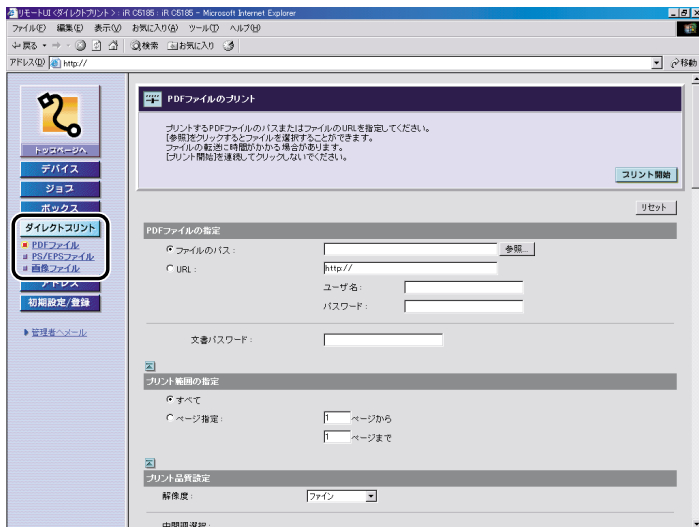 リモートUI <ダイレクトプリント> : iR C5185 : iR C5185 - Microsoft Internet Explorer
ファイル(F) 編集(E) 表示(V) お気に入り(A) ツール(T) ヘルプ(H)
戻る 検索 お気に入り
アドレス(D) http:// 移動
トップページへ
デバイス
ジョブ
ボックス
ダイレクトプリント
PDFファイル
PS/EPSファイル
画像ファイル
アドレス
初期設定/登録
管理者へメール
PDFファイルのプリント
プリントするPDFファイルのパスまたはファイルのURLを指定してください。
[参照]をクリックするとファイルを選択することができます。
ファイルの転送に時間がかかる場合があります。
[プリント開始]を連続してクリックしないでください。
プリント開始
リセット
PDFファイルの指定
ファイルのパス : 参照...
URL : http://
ユーザ名 :
パスワード :
文書パスワード :
プリント範囲の指定
すべて
ページ指定 : 1 ページから
1 ページまで
プリント品質設定
解像度 : ファイン
中間調選択 :